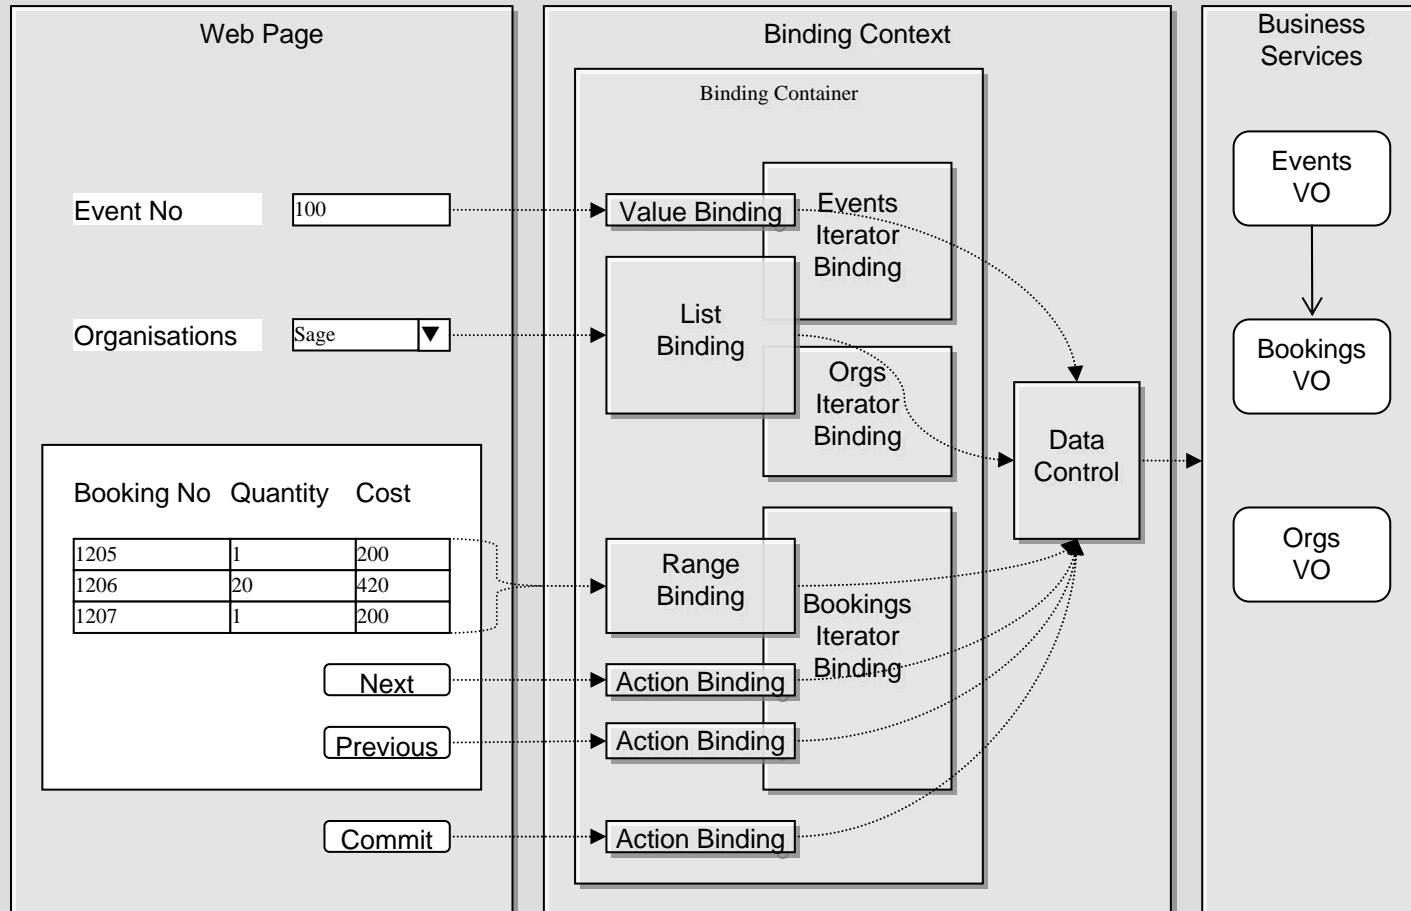 Web Page
Event No
100
Organisations
Sage
Booking No Quantity Cost
1205 1 200
1206 20 420
1207 1 200
Next
Previous
Commit
Binding Context
Binding Container
Value Binding
Events
Iterator
Binding
List
Binding
Orgs
Iterator
Binding
Range
Binding
Bookings
Iterator
Binding
Action Binding
Action Binding
Action Binding
Data
Control
Business
Services
Events
VO
Bookings
VO
Orgs
VO